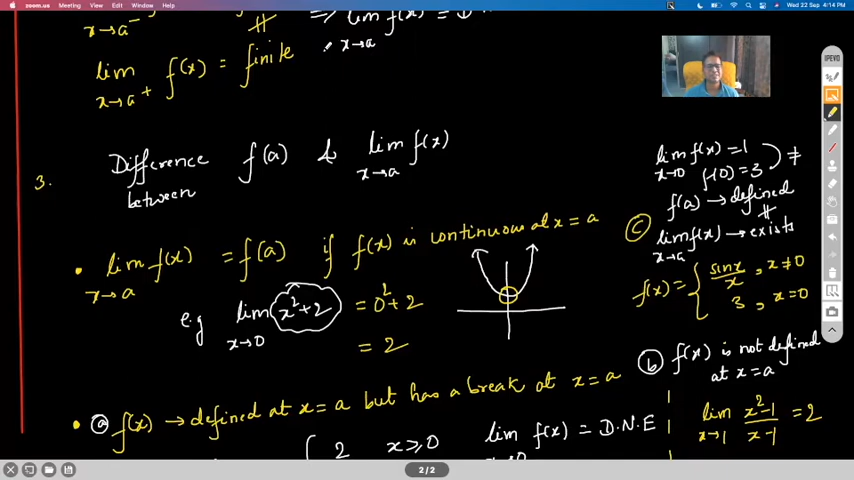 zoom.us Edit Window Help
Wed 22 Sep 4:14 PM
x→a⁻
⇒ lim f(x) = D
x→a
lim f(x) = finite
x→a⁺
IPEVO
3. Difference between f(a) & lim f(x)
x→a
• lim f(x) = f(a) if f(x) is continuous at x = a
x→a
e.g lim x²+2 = 0²+2
x→0
= 2
lim f(x) = 1
x→0
f(0) = 3 ≠
f(a) → defined
lim f(x) → exists
x→a
(c) f(x) = { sinx/x , x≠0
3 , x=0
(b) f(x) is not defined
at x=a
lim x²-1/x-1 = 2
x→1
• (a) f(x) → defined at x = a but has a break at x = a
{ 2 x⩾0 lim f(x) = D.N.E
x→0
2/2